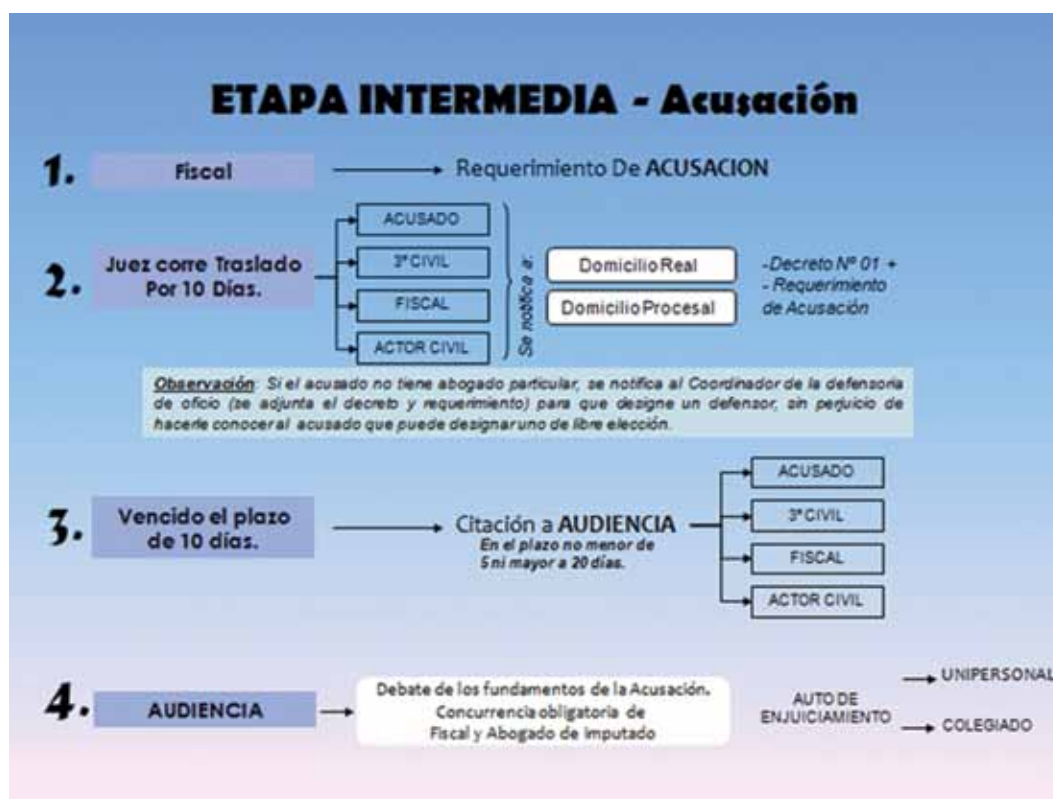 ETAPA INTERMEDIA - Acusación
1.
Fiscal
Requerimiento De ACUSACION
2.
Juez corre Traslado
Por 10 Días.
ACUSADO
3º CIVIL
FISCAL
ACTOR CIVIL
Se notifica a:
Domicilio Real
Domicilio Procesal
-Decreto Nº 01 +
- Requerimiento
de Acusación
Observación: Si el acusado no tiene abogado particular, se notifica al Coordinador de la defensoria
de oficio (se adjunta el decreto y requerimiento) para que designe un defensor, sin perjuicio de
hacerle conocer al acusado que puede designar uno de libre elección.
3.
Vencido el plazo
de 10 días.
Citación a AUDIENCIA
En el plazo no menor de
5 ni mayor a 20 días.
ACUSADO
3º CIVIL
FISCAL
ACTOR CIVIL
4.
AUDIENCIA
Debate de los fundamentos de la Acusación.
Concurrencia obligatoria de
Fiscal y Abogado de imputado
AUTO DE
ENJUICIAMIENTO
UNIPERSONAL
COLEGIADO